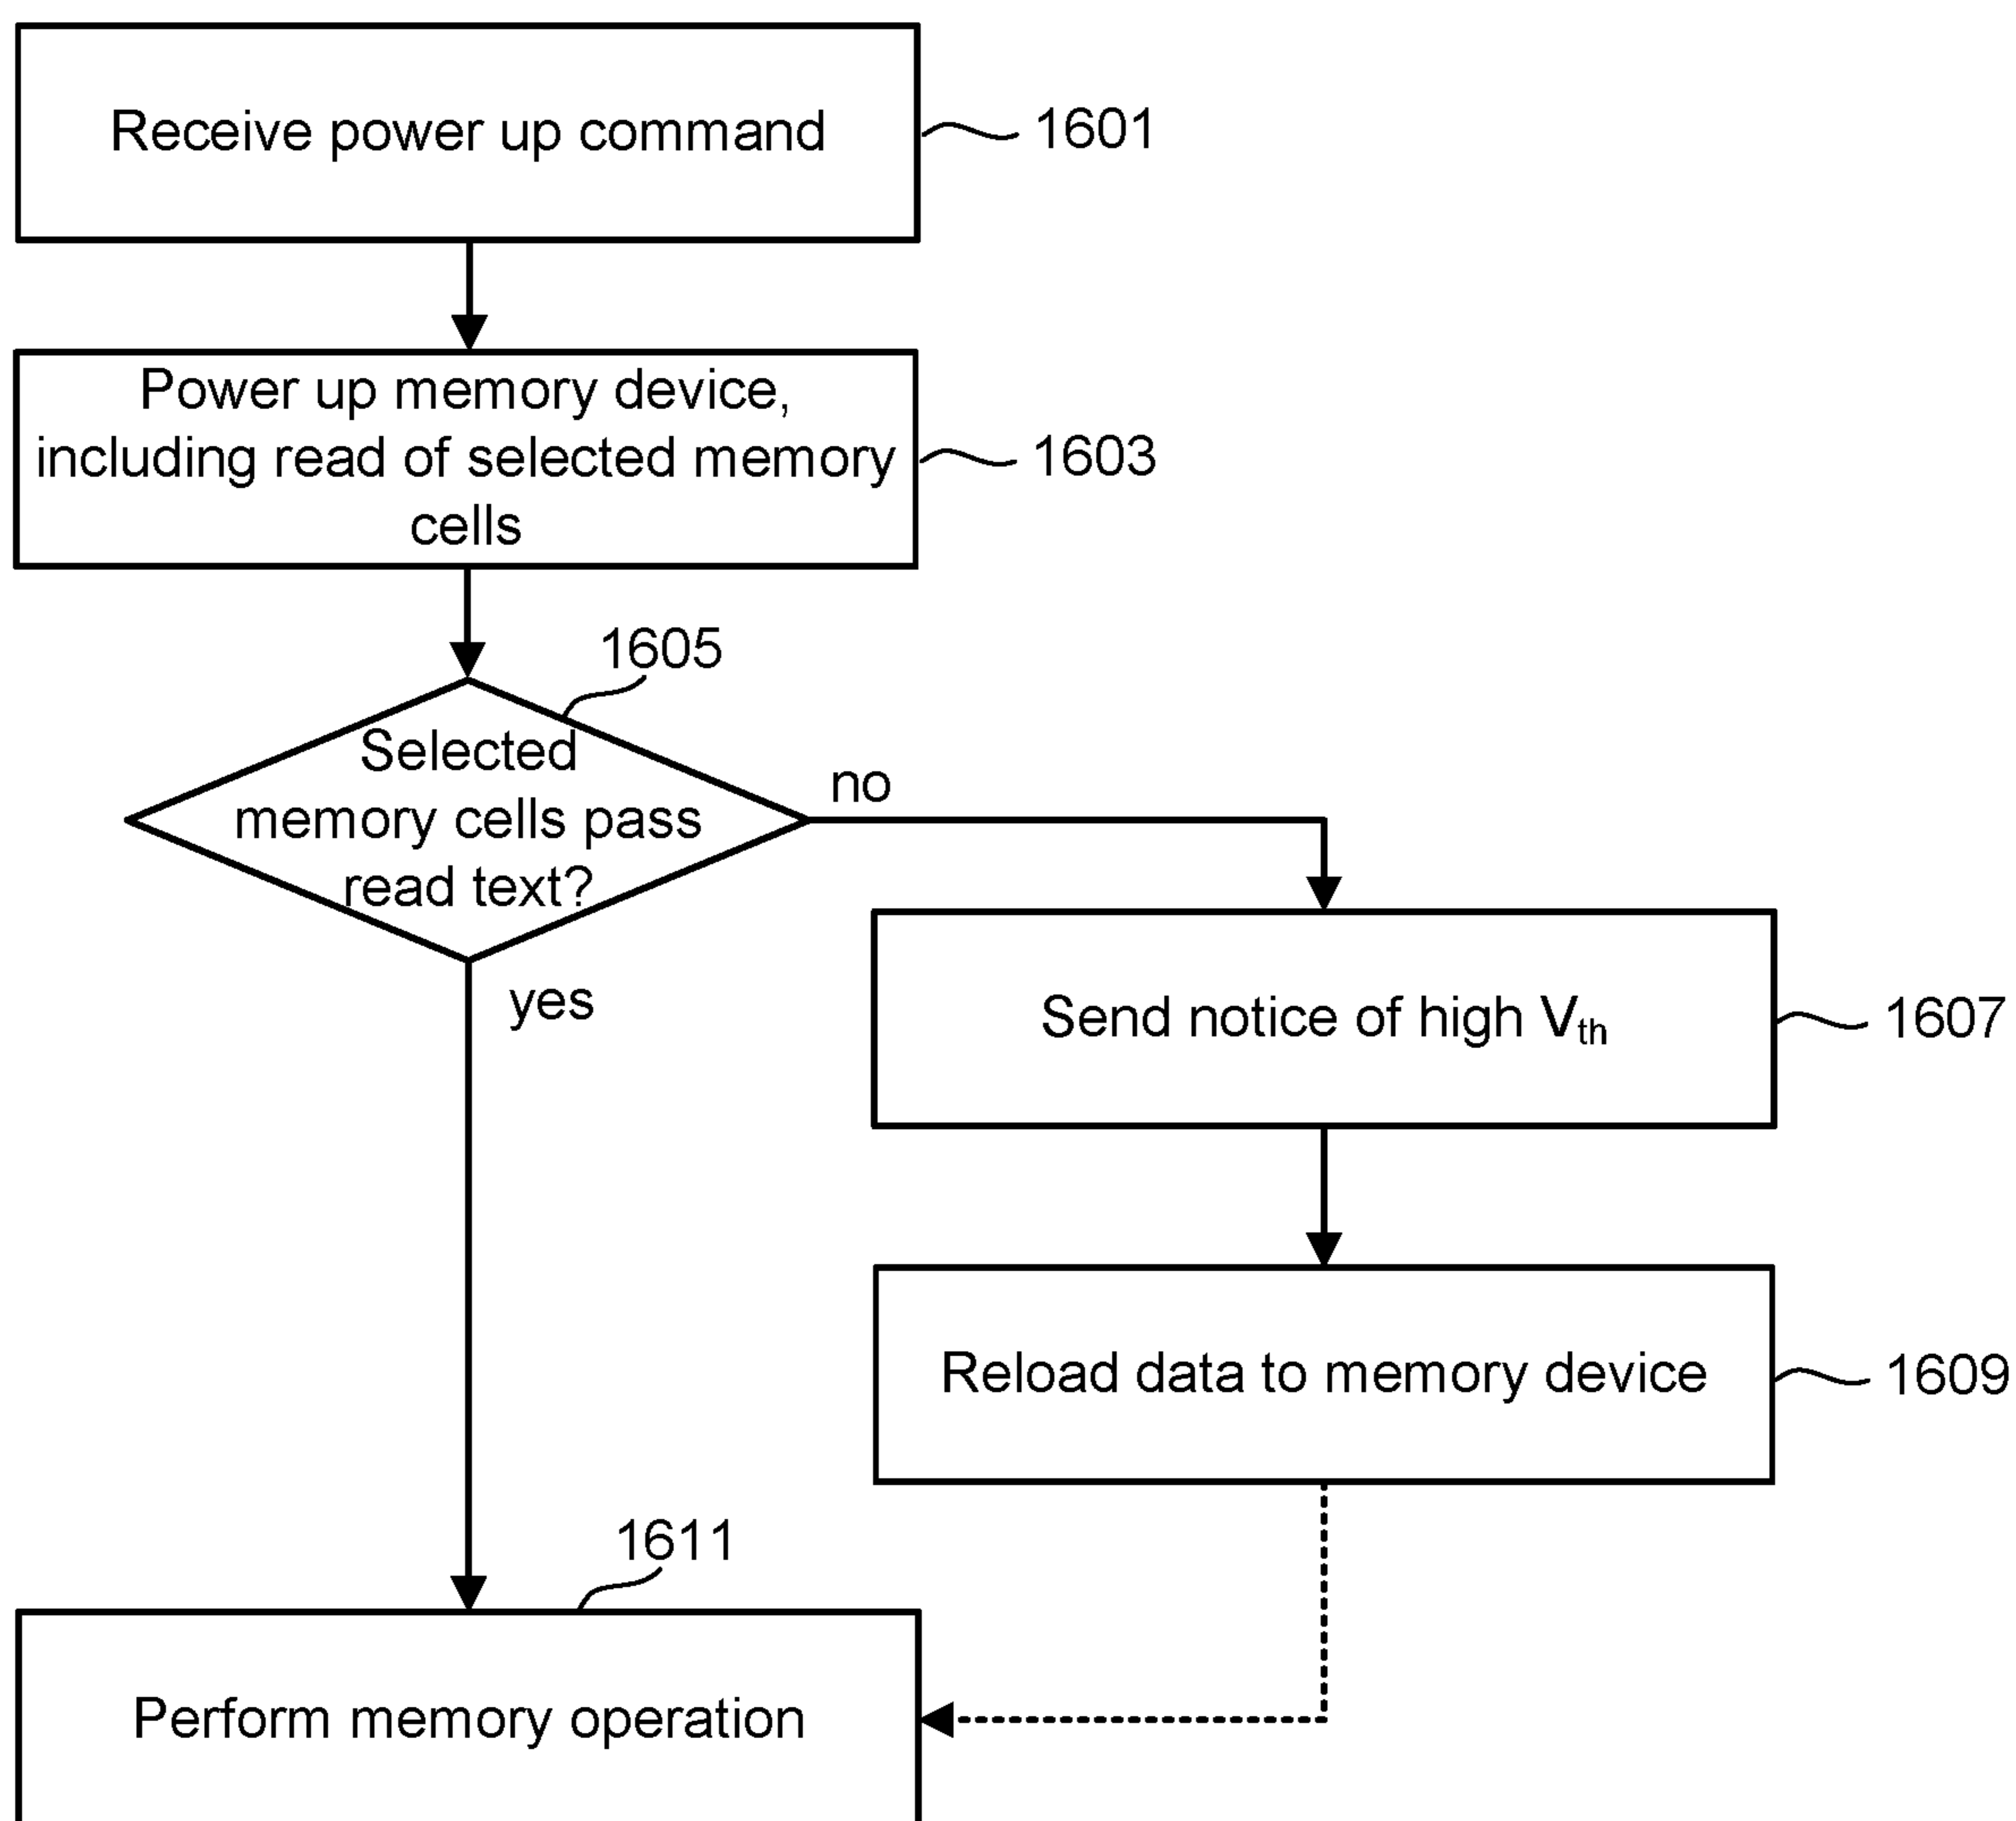 Receive power up command
1601
Power up memory device,
including read of selected memory
cells
1603
1605
Selected
memory cells pass
read text?
no
yes
Send notice of high Vth
1607
Reload data to memory device
1609
1611
Perform memory operation